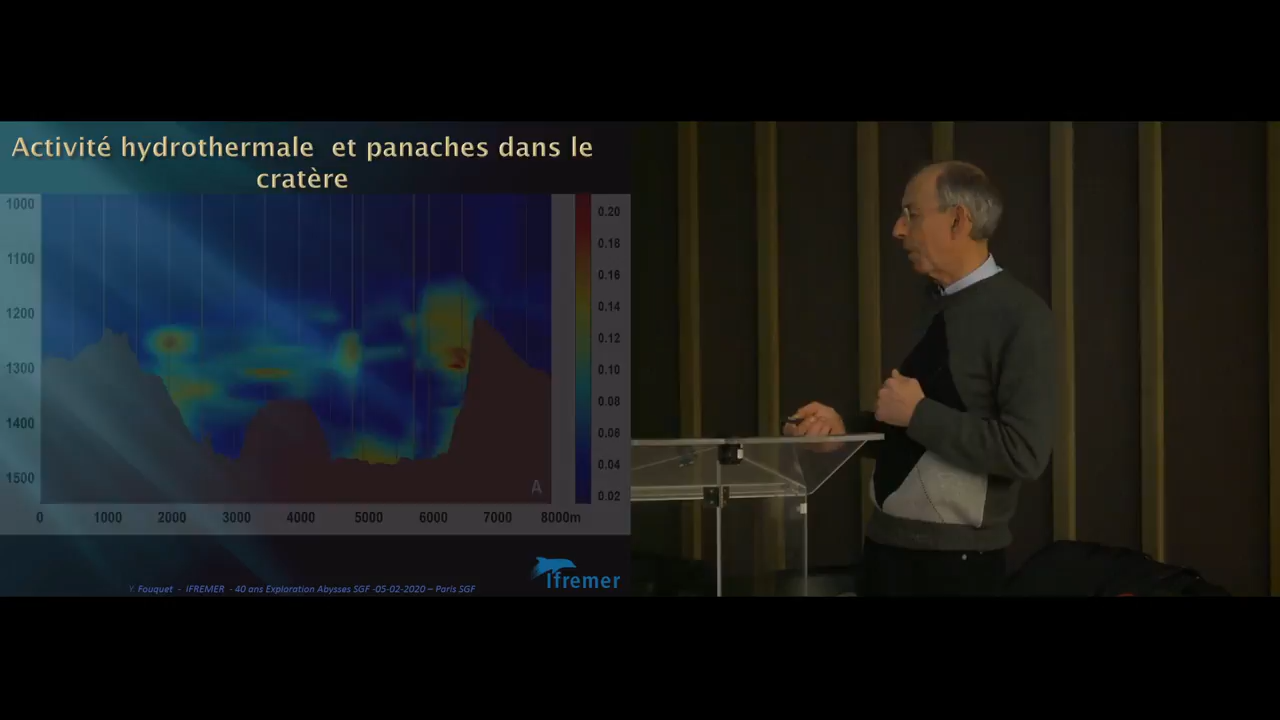 Activité hydrothermale et panaches dans le
cratère
1000
1100
1200
1300
1400
1500
0.20
0.18
0.16
0.14
0.12
0.10
0.08
0.06
0.04
0.02
A
0 1000 2000 3000 4000 5000 6000 7000 8000m
Ifremer
Y. Fouquet - IFREMER - 40 ans Exploration Abysses SGF -05-02-2020 – Paris SGF